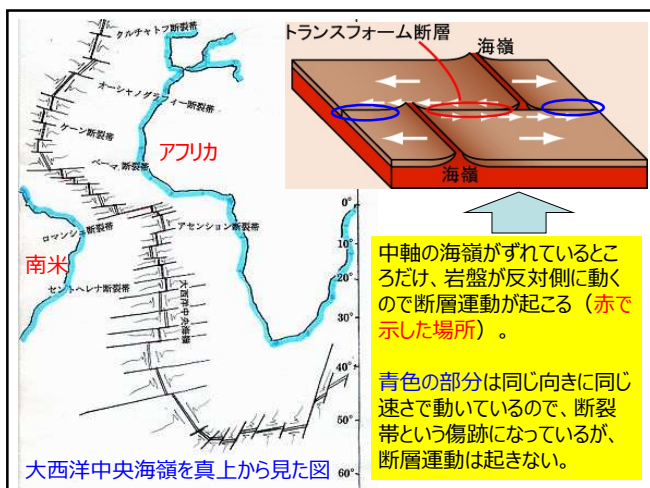 クルチャトフ断裂帯
オーシャノグラフィー断裂帯
ケーン断裂帯
アフリカ
ベーマ断裂帯
ロマンシュ断裂帯
アセンション断裂帯
南米
セントヘレナ断裂帯
大西洋中央海嶺
0°
10°
20°
30°
40°
50°
60°
大西洋中央海嶺を真上から見た図
トランスフォーム断層
海嶺
海嶺
中軸の海嶺がずれているとこ
ろだけ、岩盤が反対側に動く
ので断層運動が起こる（赤で
示した場所）。
青色の部分は同じ向きに同じ
速さで動いているので、断裂
帯という傷跡になっているが、
断層運動は起きない。